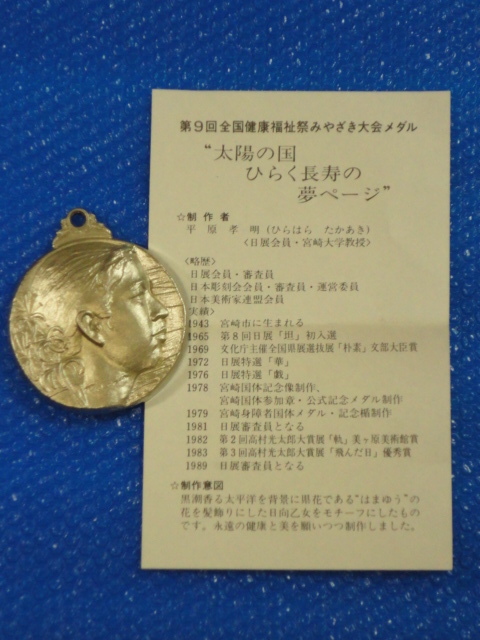 第9回全国健康福祉祭みやざき大会メダル
“太陽の国
ひらく長寿の
夢ページ”
☆制作者
平原孝明(ひらはら たかあき)
<日展会員・宮崎大学教授>
<略歴>
日展会員・審査員
日本彫刻会会員・審査員・運営委員
日本美術家連盟会員
実績>
1943 宮崎市に生まれる
1965 第8回日展「坦」初入選
1969 文化庁主催全国県展選抜展「朴素」文部大臣賞
1972 日展特選「華」
1976 日展特選「戯」
1978 宮崎国体記念像制作、
宮崎国体参加章・公式記念メダル制作
1979 宮崎身障者国体メダル・記念楯制作
1981 日展審査員となる
1982 第2回高村光太郎大賞展「軌」美ヶ原美術館賞
1983 第3回高村光太郎大賞展「飛んだ日」優秀賞
1989 日展審査員となる
☆制作意図
黒潮香る太平洋を背景に県花である“はまゆう”の
花を髪飾りにした日向乙女をモチーフにしたもの
です。永遠の健康と美を願いつつ制作しました。